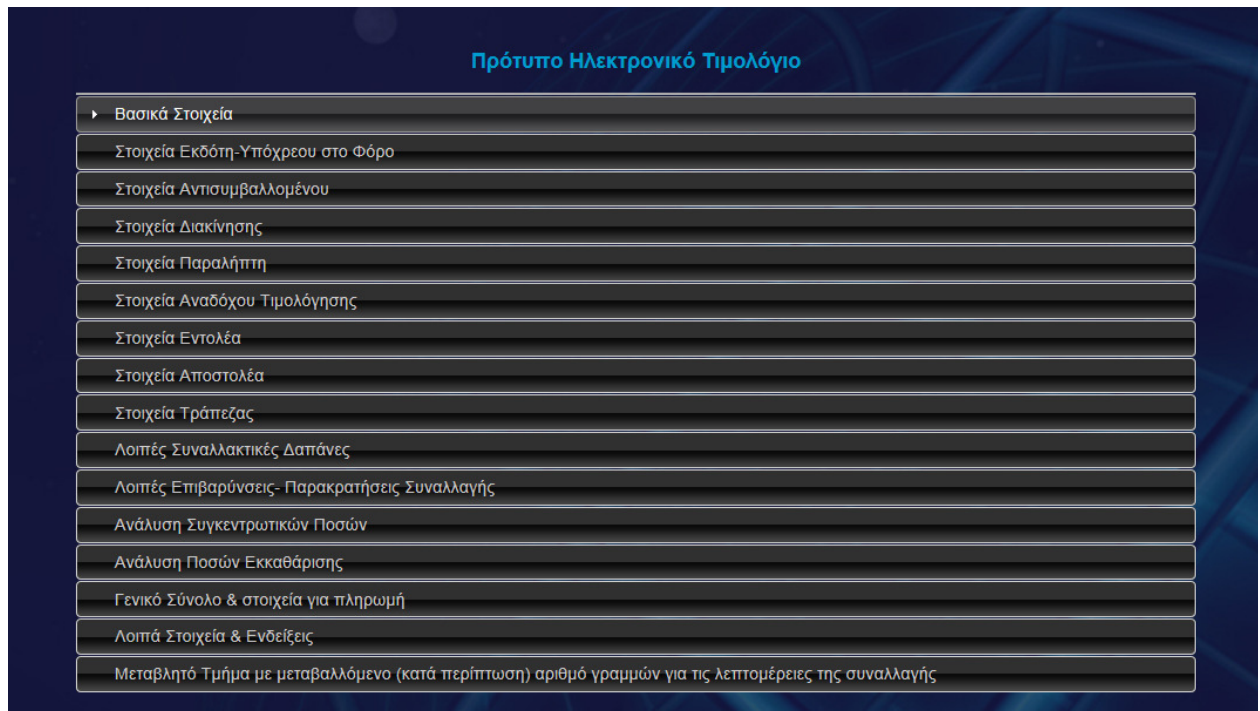 Πρότυπο Ηλεκτρονικό Τιμολόγιο
Βασικά Στοιχεία
Στοιχεία Εκδότη-Υπόχρεου στο Φόρο
Στοιχεία Αντισυμβαλλομένου
Στοιχεία Διακίνησης
Στοιχεία Παραλήπτη
Στοιχεία Αναδόχου Τιμολόγησης
Στοιχεία Εντολέα
Στοιχεία Αποστολέα
Στοιχεία Τράπεζας
Λοιπές Συναλλακτικές Δαπάνες
Λοιπές Επιβαρύνσεις- Παρακρατήσεις Συναλλαγής
Ανάλυση Συγκεντρωτικών Ποσών
Ανάλυση Ποσών Εκκαθάρισης
Γενικό Σύνολο & στοιχεία για πληρωμή
Λοιπά Στοιχεία & Ενδείξεις
Μεταβλητό Τμήμα με μεταβαλλόμενο (κατά περίπτωση) αριθμό γραμμών για τις λεπτομέρειες της συναλλαγής